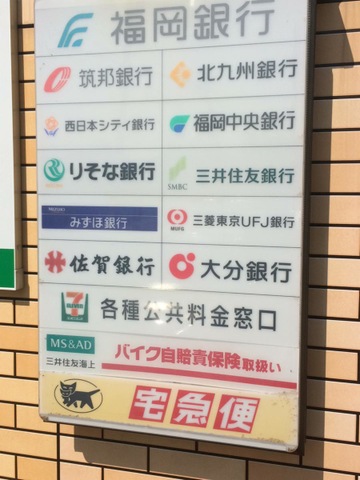 福岡銀行
筑邦銀行
北九州銀行
西日本シティ銀行
福岡中央銀行
りそな銀行
SMBC
三井住友銀行
MIZUHO
みずほ銀行
MUFG
三菱東京UFJ銀行
佐賀銀行
大分銀行
各種公共料金窓口
MS&AD
三井住友海上
バイク自賠責保険取扱い
宅急便